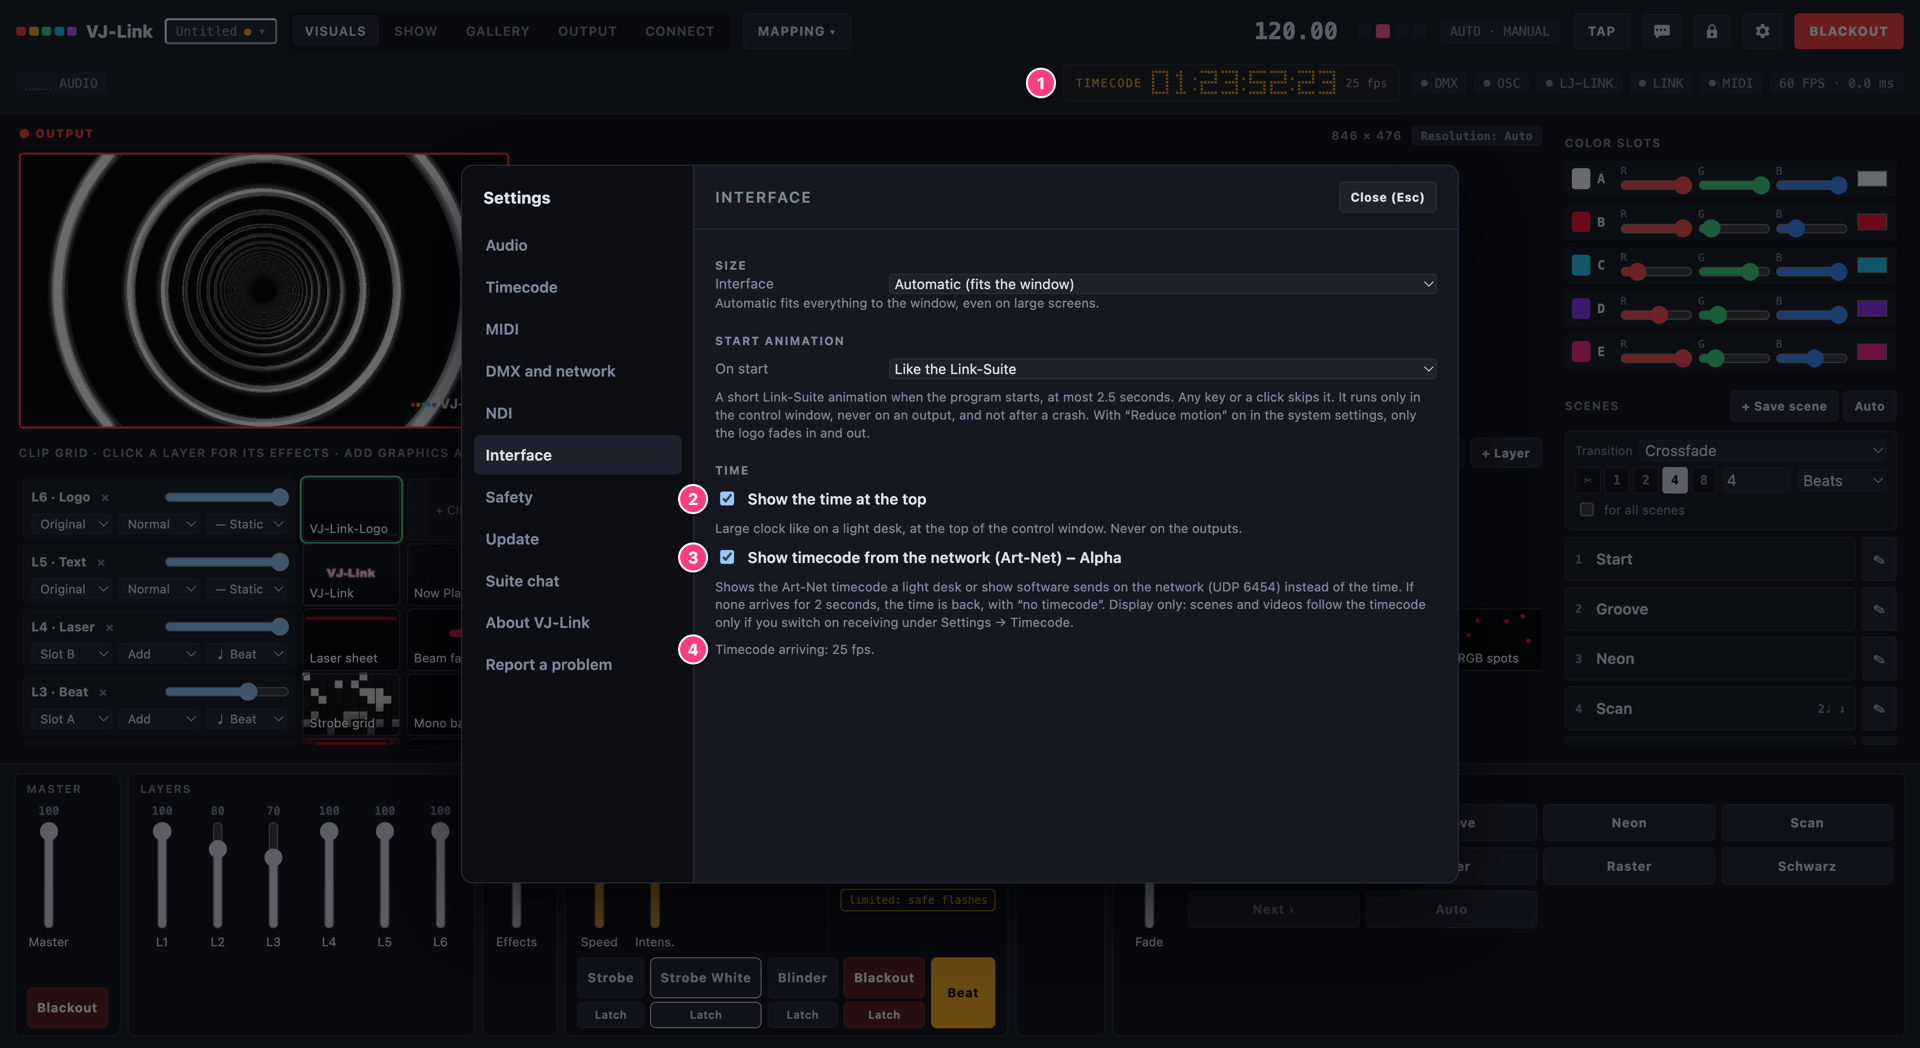 VJ-Link
Untitled
VISUALS
SHOW
GALLERY
OUTPUT
CONNECT
MAPPING
120.00
AUTO · MANUAL
TAP
BLACKOUT
AUDIO
1
TIMECODE 01:23:52:23 25 fps
DMX
OSC
LJ-LINK
LINK
MIDI
60 FPS · 0.0 ms
OUTPUT
846 × 476
Resolution: Auto
VJ-
CLIP GRID · CLICK A LAYER FOR ITS EFFECTS · ADD GRAPHICS A
+ Layer
L6 · Logo ×
Original
Normal
— Static
VJ-Link-Logo
L5 · Text ×
Original
Normal
— Static
VJ-Link
VJ-Link
Now Pla
L4 · Laser ×
Slot B
Add
♩ Beat
Laser sheet
Beam fa
RGB spots
L3 · Beat ×
Slot A
Add
♩ Beat
Strobe grid
Mono ba
Settings
Audio
Timecode
MIDI
DMX and network
NDI
Interface
Safety
Update
Suite chat
About VJ-Link
Report a problem
INTERFACE
Close (Esc)
SIZE
Interface
Automatic (fits the window)
Automatic fits everything to the window, even on large screens.
START ANIMATION
On start
Like the Link-Suite
A short Link-Suite animation when the program starts, at most 2.5 seconds. Any key or a click skips it. It runs only in
the control window, never on an output, and not after a crash. With “Reduce motion” on in the system settings, only
the logo fades in and out.
TIME
2
Show the time at the top
Large clock like on a light desk, at the top of the control window. Never on the outputs.
3
Show timecode from the network (Art-Net) – Alpha
Shows the Art-Net timecode a light desk or show software sends on the network (UDP 6454) instead of the time. If
none arrives for 2 seconds, the time is back, with “no timecode”. Display only: scenes and videos follow the timecode
only if you switch on receiving under Settings → Timecode.
4
Timecode arriving: 25 fps.
COLOR SLOTS
A R G B
B R G B
C R G B
D R G B
E R G B
SCENES
+ Save scene
Auto
Transition
Crossfade
1
2
4
8
4
Beats
for all scenes
1 Start
2 Groove
3 Neon
4 Scan
2♩ ↓
MASTER
100
Master
Blackout
LAYERS
100 80 70 100 100 100
L1 L2 L3 L4 L5 L6
Effects
Speed
Intens.
limited: safe flashes
Strobe
Strobe White
Blinder
Blackout
Beat
Latch
Latch
Latch
Latch
Fade
ve
Neon
Scan
er
Raster
Schwarz
Next ›
Auto